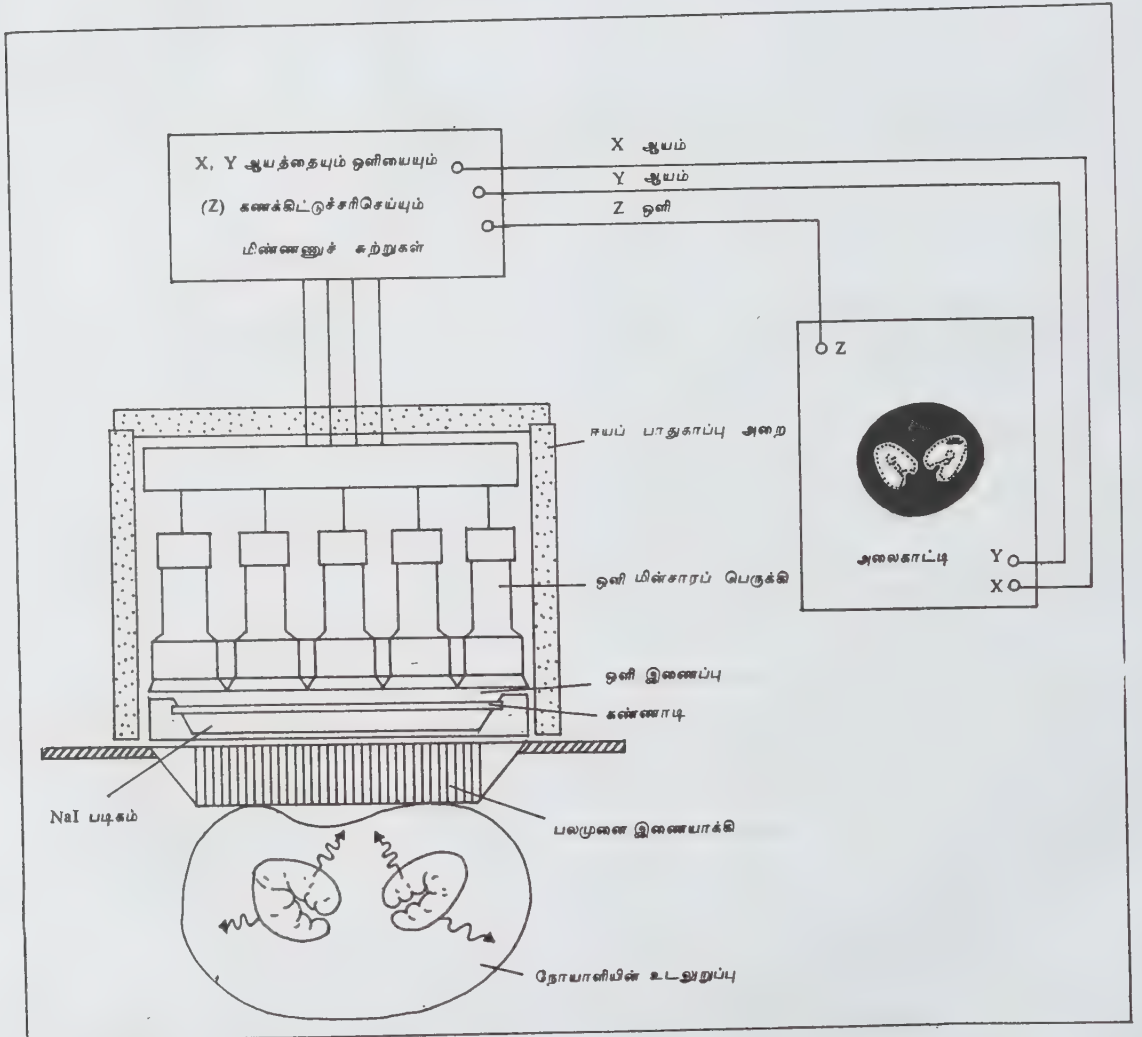 X, Y ஆயத்தையும் ஒளியையும்
(Z) கணக்கிட்டுச்சரிசெய்யும்
மிண்ணணுச் சுற்றுகள்
X ஆயம்
Y ஆயம்
Z ஒளி
Z
அலைகாட்டி
Y
X
ஈயப் பாதுகாப்பு அறை
ஒளி மின்சாரப் பெருக்கி
ஒளி இணைப்பு
கண்ணாடி
NaI படிகம்
பலமுனை இணையாக்கி
நோயாளியின் உடலுறுப்பு